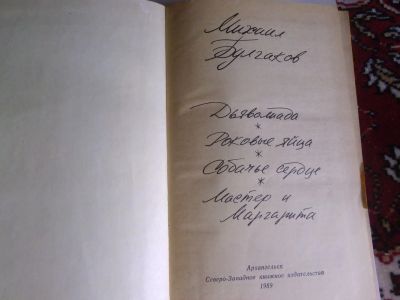 Михаил
Булгаков
Дьяволиада
*
Роковые яйца
*
Собачье сердце
*
Мастер и
Маргарита
Архангельск
Северо-Западное книжное издательство
1989